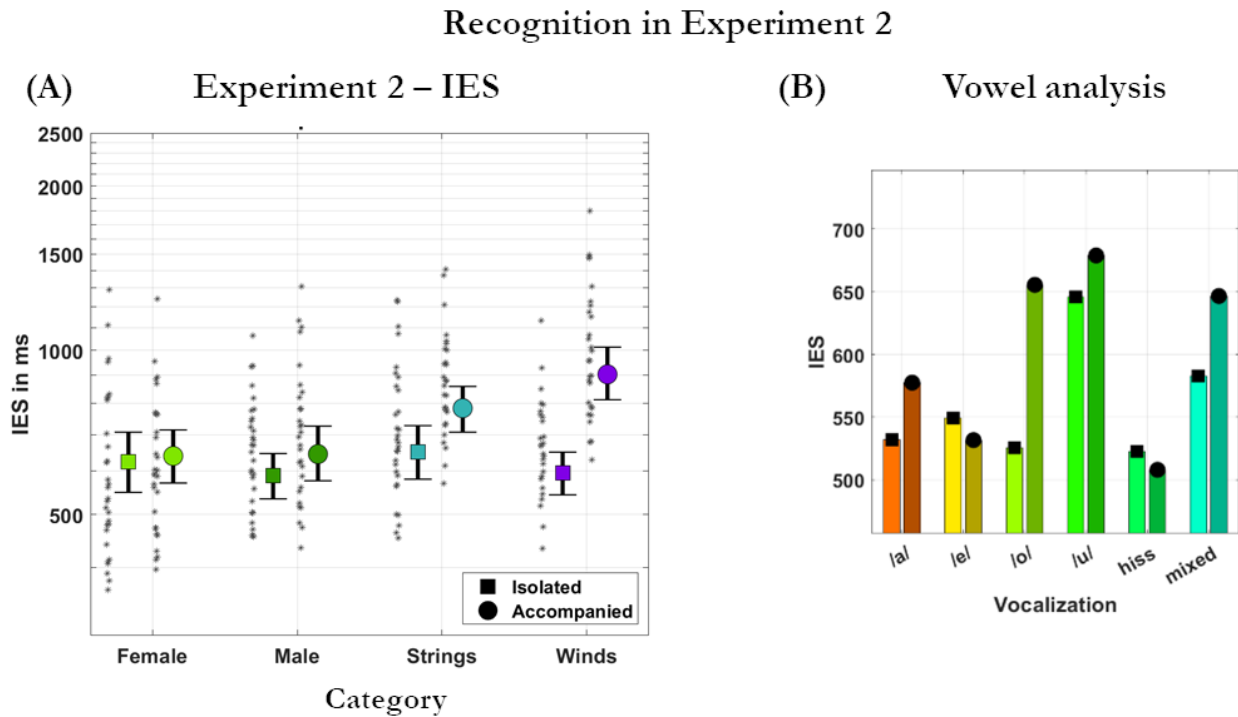 Recognition in Experiment 2
(A) Experiment 2 – IES
2500
2000
1500
1000
500
IES in ms
Isolated
Accompanied
Female Male Strings Winds
Category
(B) Vowel analysis
700
650
600
550
500
IES
/a/ /e/ /o/ /u/ hiss mixed
Vocalization